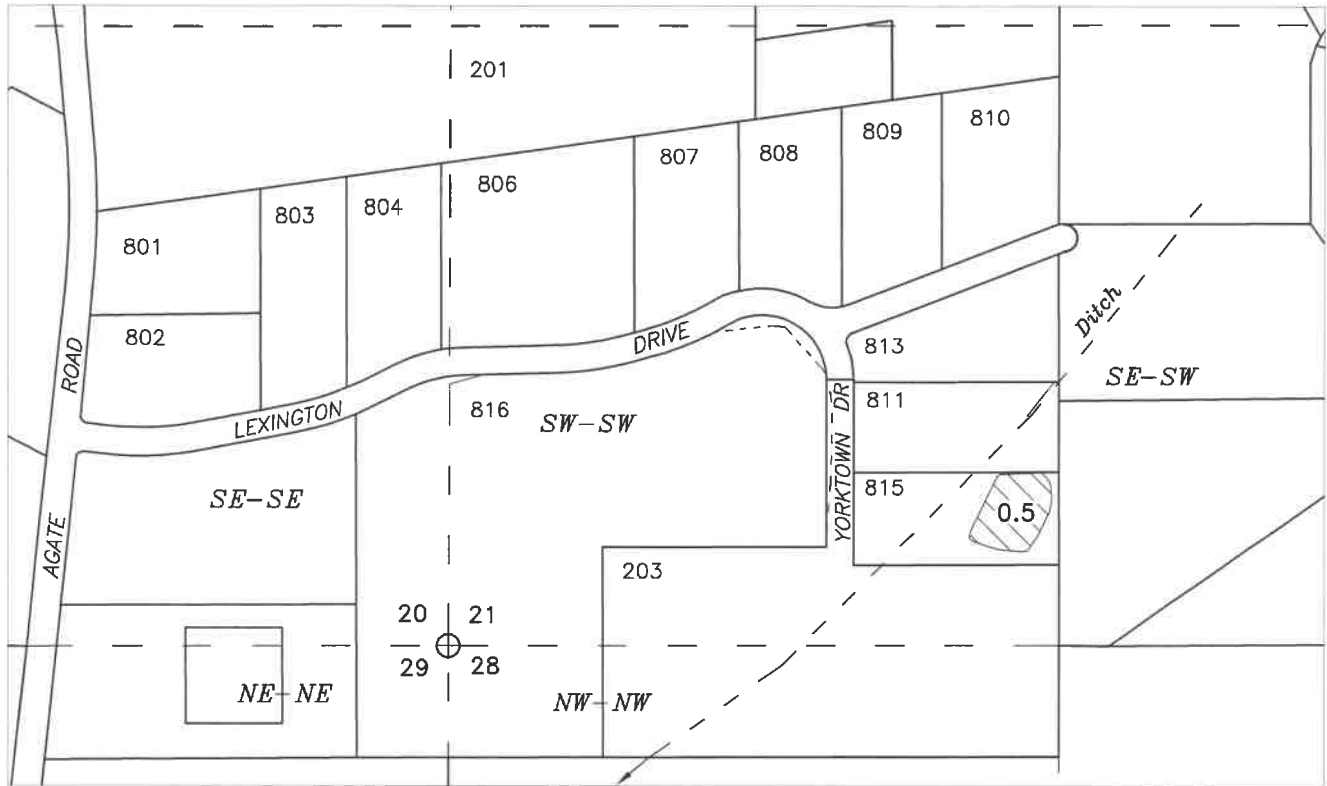 201
810
809
808
807
806
804
803
801
802
ROAD
LEXINGTON
DRIVE
Ditch
813
SE-SW
811
816
SW-SW
YORKTOWN DR
815
0.5
SE-SE
AGATE
203
20
21
29
28
NE-NE
NW-NW